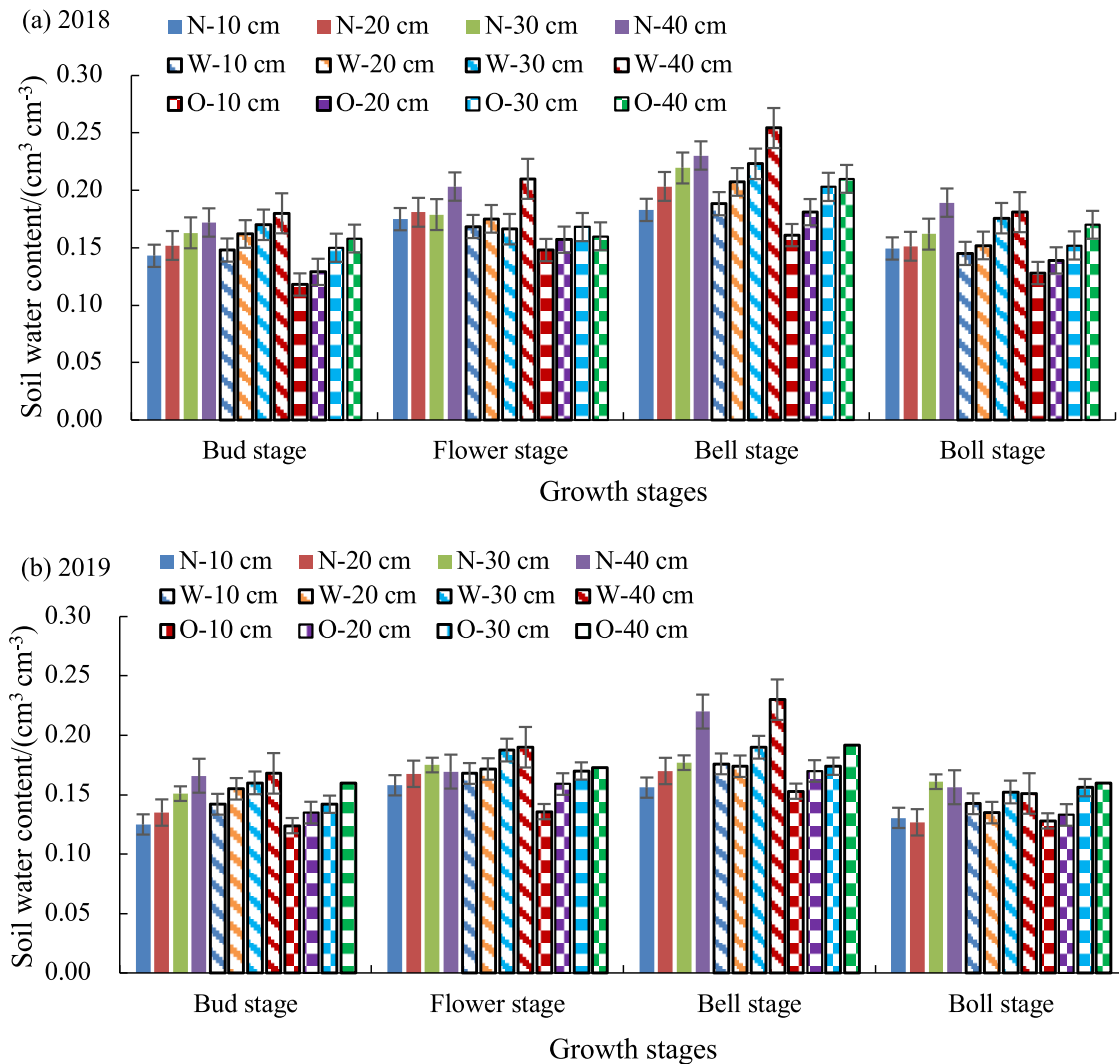 (a) 2018
N-10 cm N-20 cm N-30 cm N-40 cm
W-10 cm W-20 cm W-30 cm W-40 cm
O-10 cm O-20 cm O-30 cm O-40 cm
Soil water content/(cm³ cm⁻³)
0.30
0.25
0.20
0.15
0.10
0.05
0.00
Bud stage Flower stage Bell stage Boll stage
Growth stages
(b) 2019
N-10 cm N-20 cm N-30 cm N-40 cm
W-10 cm W-20 cm W-30 cm W-40 cm
O-10 cm O-20 cm O-30 cm O-40 cm
Soil water content/(cm³ cm⁻³)
0.30
0.25
0.20
0.15
0.10
0.05
0.00
Bud stage Flower stage Bell stage Boll stage
Growth stages